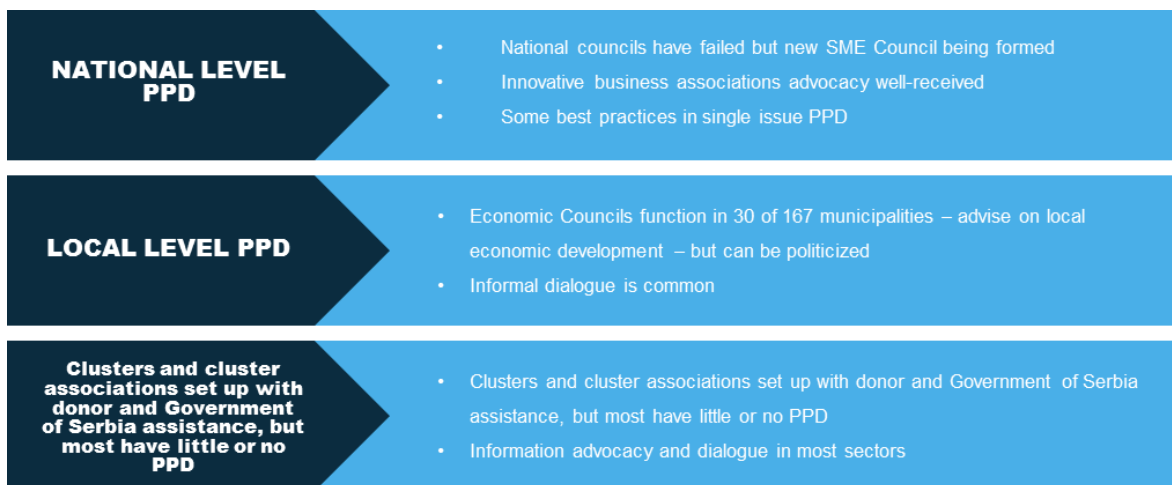 NATIONAL LEVEL
PPD
• National councils have failed but new SME Council being formed
• Innovative business associations advocacy well-received
• Some best practices in single issue PPD
LOCAL LEVEL PPD
• Economic Councils function in 30 of 167 municipalities – advise on local
economic development – but can be politicized
• Informal dialogue is common
Clusters and cluster
associations set up with
donor and Government
of Serbia assistance, but
most have little or no
PPD
• Clusters and cluster associations set up with donor and Government of Serbia
assistance, but most have little or no PPD
• Information advocacy and dialogue in most sectors